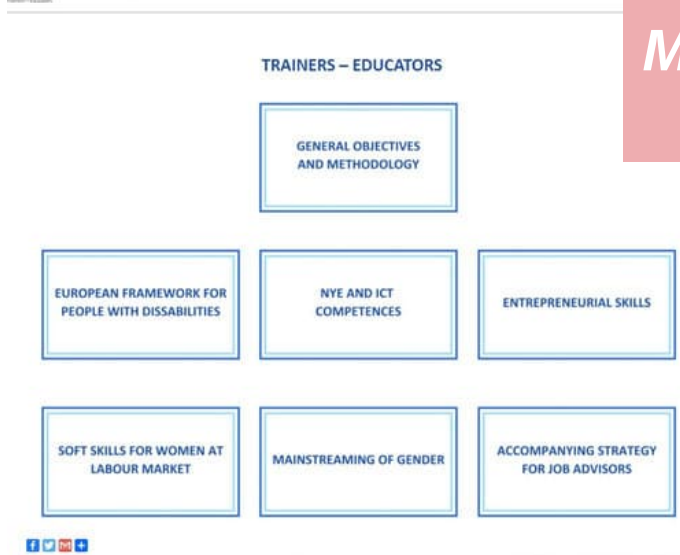 TRAINERS – EDUCATORS
M
GENERAL OBJECTIVES
AND METHODOLOGY
EUROPEAN FRAMEWORK FOR
PEOPLE WITH DISSABILITIES
NYE AND ICT
COMPETENCES
ENTREPRENEURIAL SKILLS
SOFT SKILLS FOR WOMEN AT
LABOUR MARKET
MAINSTREAMING OF GENDER
ACCOMPANYING STRATEGY
FOR JOB ADVISORS